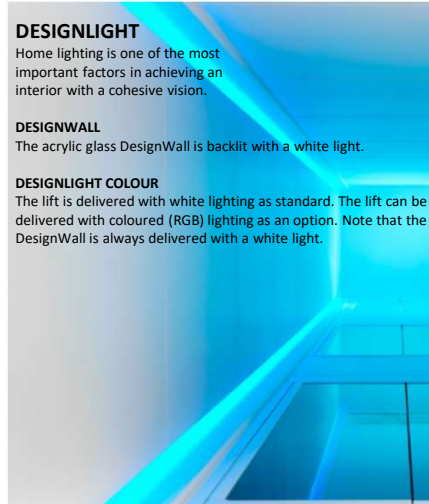 DESIGNLIGHT
Home lighting is one of the most
important factors in achieving an
interior with a cohesive vision.
DESIGNWALL
The acrylic glass DesignWall is backlit with a white light.
DESIGNLIGHT COLOUR
The lift is delivered with white lighting as standard. The lift can be
delivered with coloured (RGB) lighting as an option. Note that the
DesignWall is always delivered with a white light.